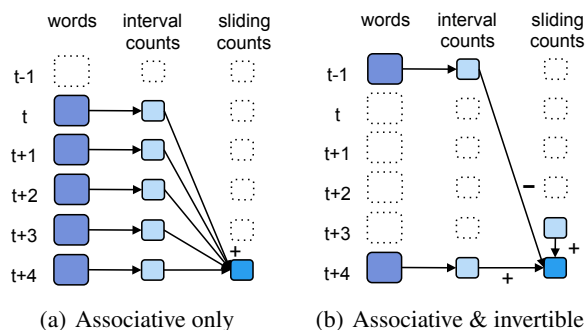 words interval counts sliding counts
t-1
t
t+1
t+2
t+3
+
t+4
(a) Associative only
words interval counts sliding counts
t-1
t
t+1
t+2
−
t+3
+
t+4
+
(b) Associative & invertible